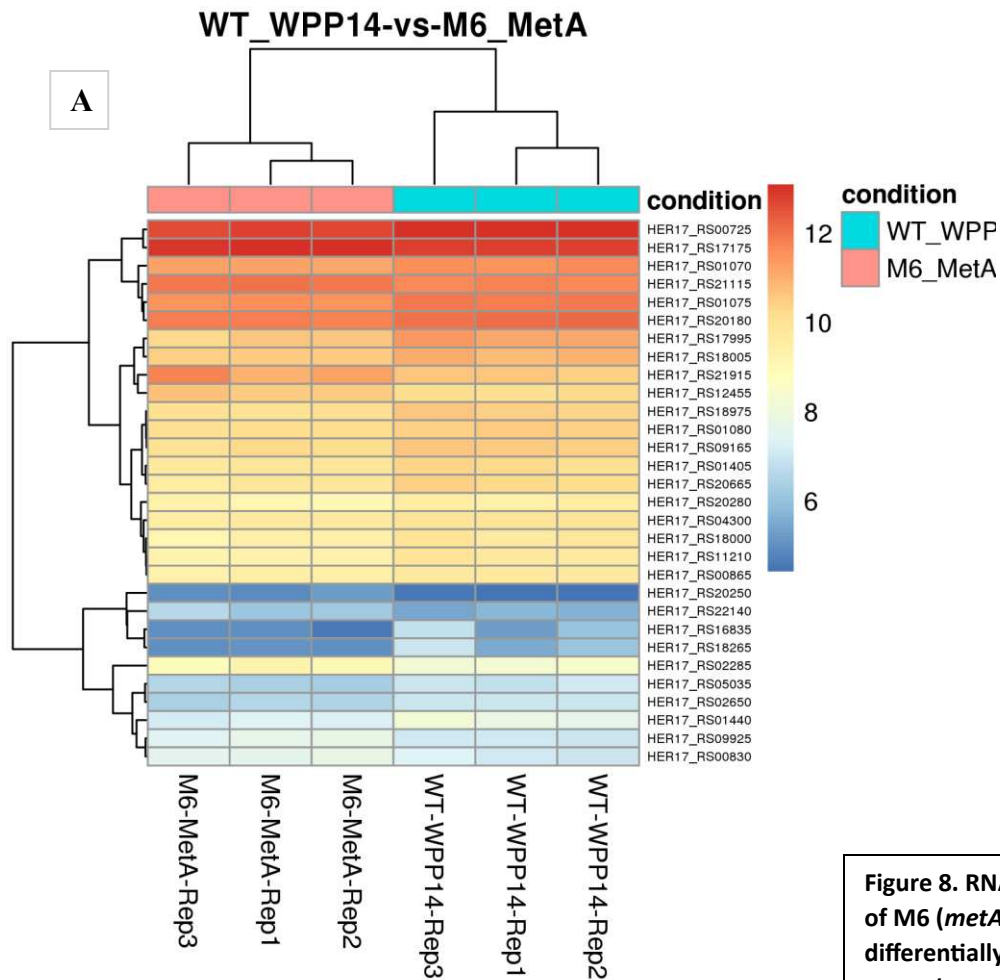 WT_WPP14-vs-M6_MetA
A
condition
HER17_RS00725
HER17_RS17175
HER17_RS01070
HER17_RS21115
HER17_RS01075
HER17_RS20180
HER17_RS17995
HER17_RS18005
HER17_RS21915
HER17_RS12455
HER17_RS18975
HER17_RS01080
HER17_RS09165
HER17_RS01405
HER17_RS20665
HER17_RS20280
HER17_RS04300
HER17_RS18000
HER17_RS11210
HER17_RS00865
HER17_RS20250
HER17_RS22140
HER17_RS16835
HER17_RS18265
HER17_RS02285
HER17_RS05035
HER17_RS02650
HER17_RS01440
HER17_RS09925
HER17_RS00830
12
10
8
6
condition
WT_WPP
M6_MetA
M6-MetA-Rep3
M6-MetA-Rep1
M6-MetA-Rep2
WT-WPP14-Rep3
WT-WPP14-Rep1
WT-WPP14-Rep2
Figure 8. RNA
of M6 (metA
differentially